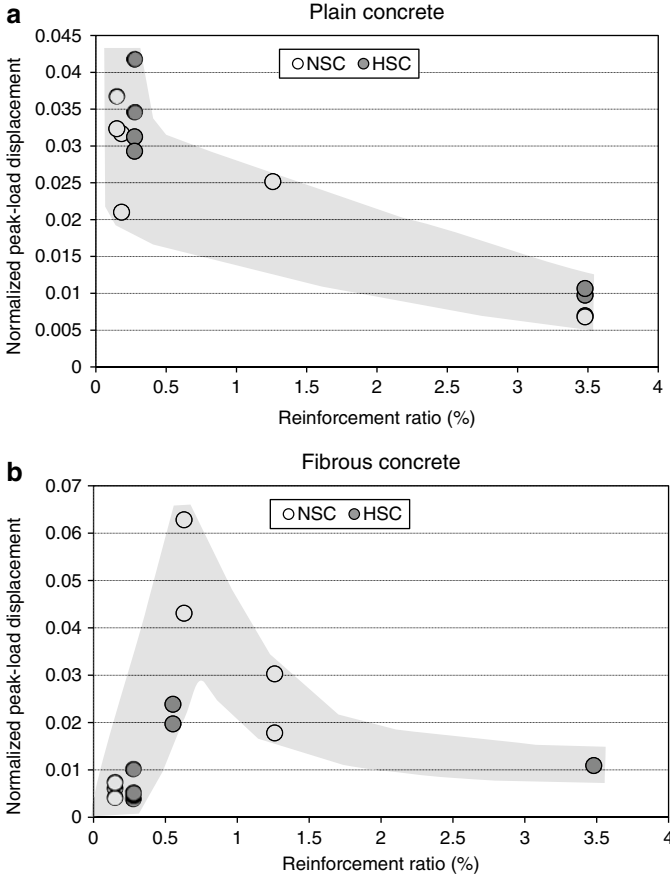 a
Plain concrete
0.045
0.04
0.035
0.03
0.025
0.02
0.015
0.01
0.005
0
NSC HSC
Normalized peak-load displacement
0 0.5 1 1.5 2 2.5 3 3.5 4
Reinforcement ratio (%)
b
Fibrous concrete
0.07
0.06
0.05
0.04
0.03
0.02
0.01
0
NSC HSC
Normalized peak-load displacement
0 0.5 1 1.5 2 2.5 3 3.5 4
Reinforcement ratio (%)